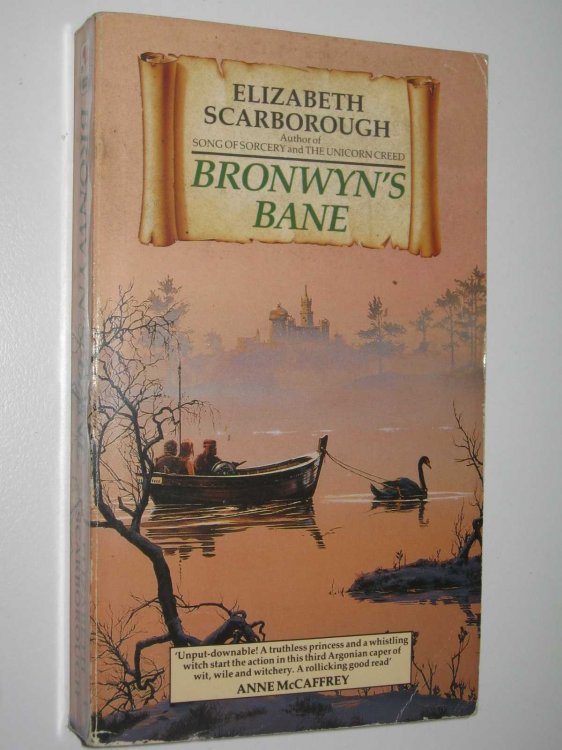 ELIZABETH
SCARBOROUGH
Author of
SONG OF SORCERY and THE UNICORN CREED
BRONWYN'S
BANE
'Unput-downable! A truthless princess and a whistling
witch start the action in this third Argonian caper of
wit, wile and witchery. A rollicking good read'
ANNE McCAFFREY
BRONWYN'S BANE